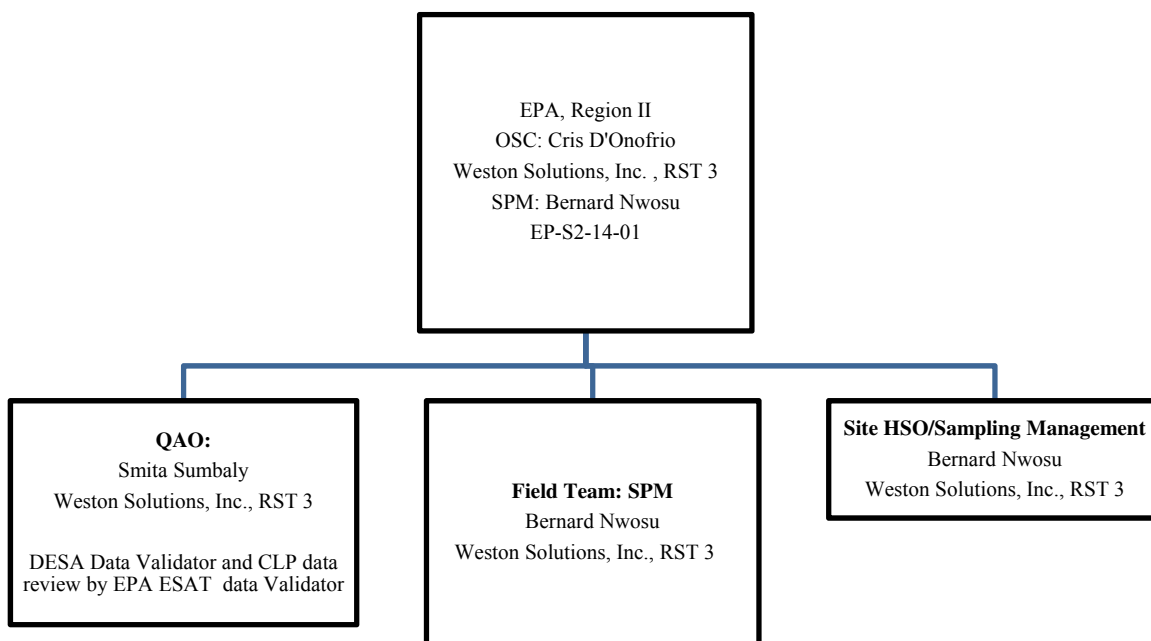 EPA, Region II
OSC: Cris D'Onofrio
Weston Solutions, Inc. , RST 3
SPM: Bernard Nwosu
EP-S2-14-01
QAO:
Smita Sumbaly
Weston Solutions, Inc., RST 3
DESA Data Validator and CLP data
review by EPA ESAT data Validator
Field Team: SPM
Bernard Nwosu
Weston Solutions, Inc., RST 3
Site HSO/Sampling Management
Bernard Nwosu
Weston Solutions, Inc., RST 3